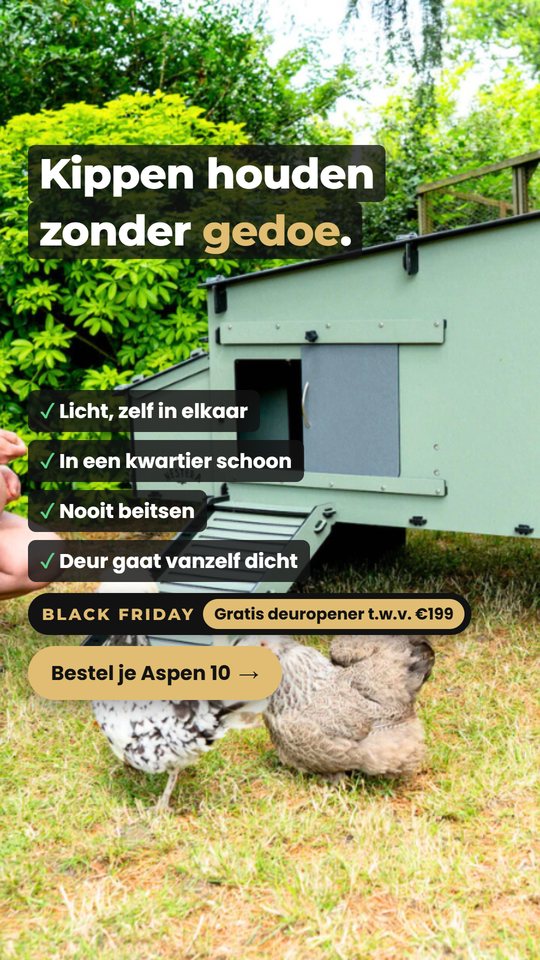 Kippen houden
zonder gedoe.
✓ Licht, zelf in elkaar
✓ In een kwartier schoon
✓ Nooit beitsen
✓ Deur gaat vanzelf dicht
BLACK FRIDAY Gratis deuropener t.w.v. €199
Bestel je Aspen 10 →